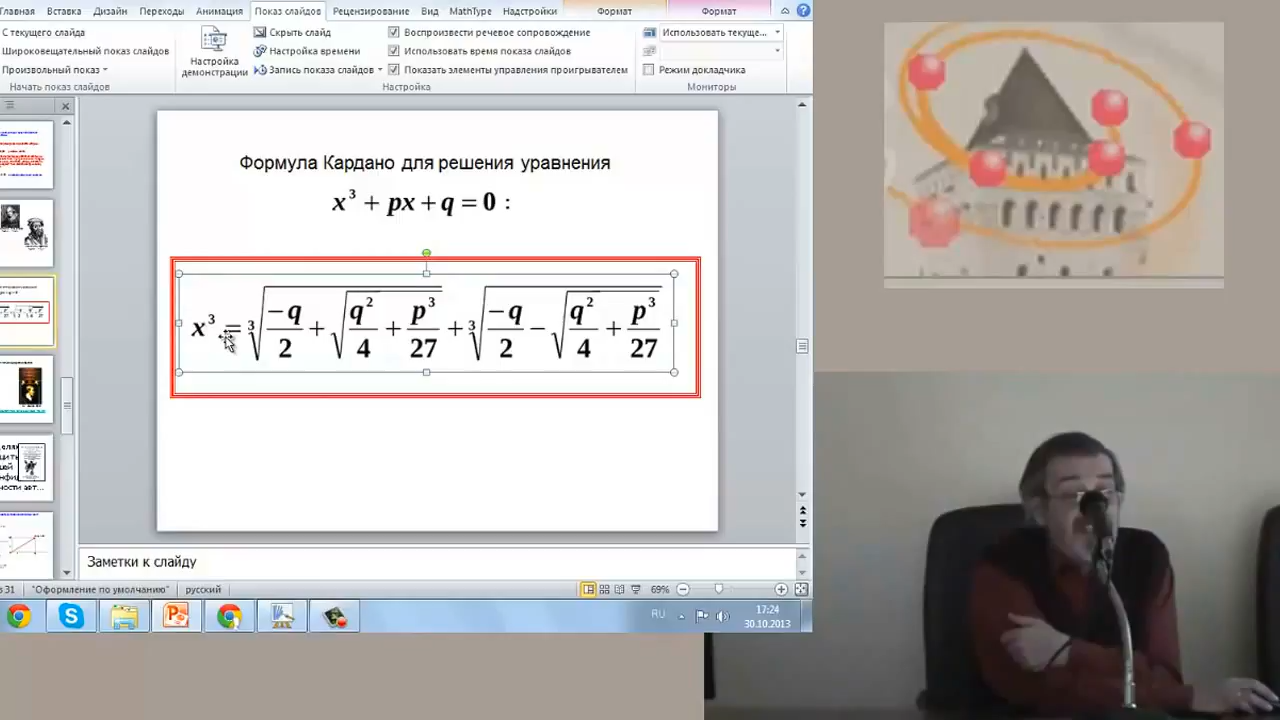 Главная Вставка Дизайн Переходы Анимация Показ слайдов Рецензирование Вид MathType Надстройки Формат Формат
С текущего слайда
Широковещательный показ слайдов
Произвольный показ
Начать показ слайдов
Настройка демонстрации
Скрыть слайд
Настройка времени
Запись показа слайдов
Воспроизвести речевое сопровождение
Использовать время показа слайдов
Показать элементы управления проигрывателем
Настройка
Использовать текуще...
Режим докладчика
Мониторы
Формула Кардано для решения уравнения
x³ + px + q = 0 :
x³ = ∛(-q/2 + √(q²/4 + p³/27)) + ∛(-q/2 − √(q²/4 + p³/27))
Заметки к слайду
31 "Оформление по умолчанию" русский 69%
RU 17:24
30.10.2013